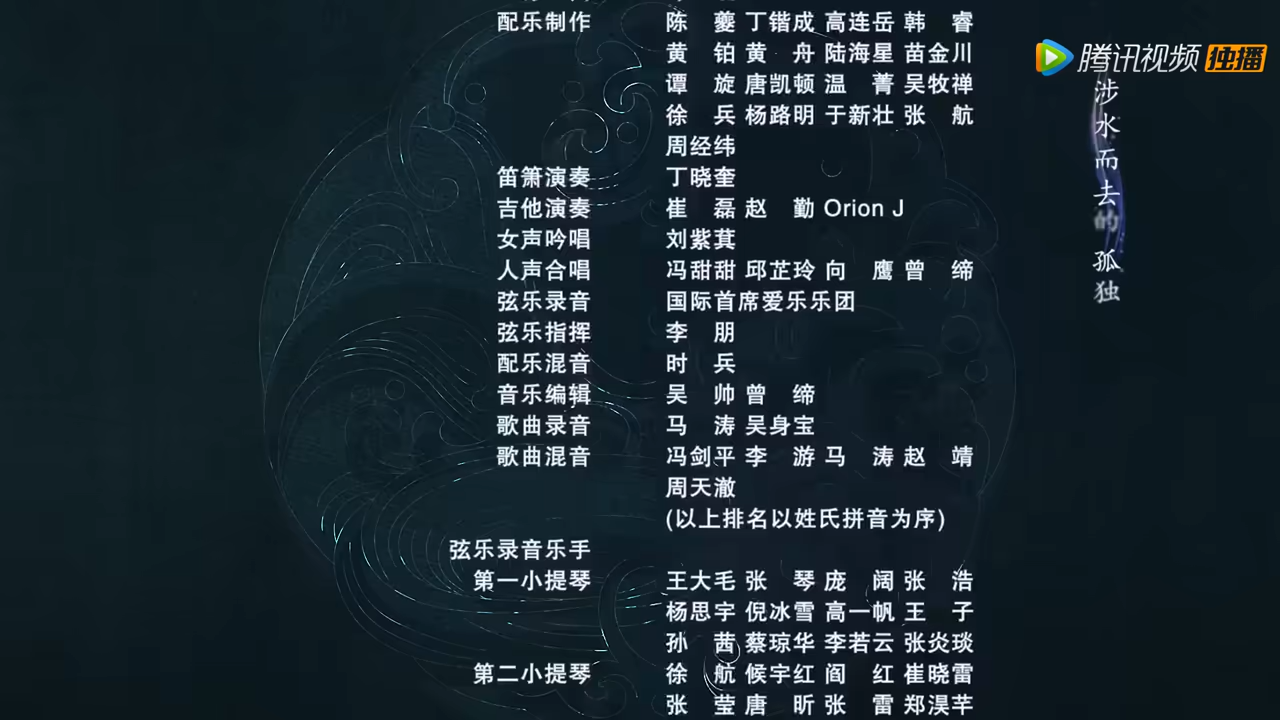 配乐制作 陈 夔 丁锴成 高连岳 韩 睿
黄 铂 黄 舟 陆海星 苗金川
谭 旋 唐凯顿 温 菁 吴牧禅
徐 兵 杨路明 于新壮 张 航
周经纬
笛箫演奏 丁晓奎
吉他演奏 崔 磊 赵 勤 Orion J
女声吟唱 刘紫萁
人声合唱 冯甜甜 邱芷玲 向 鹰 曾 缔
弦乐录音 国际首席爱乐乐团
弦乐指挥 李 朋
配乐混音 时 兵
音乐编辑 吴 帅 曾 缔
歌曲录音 马 涛 吴身宝
歌曲混音 冯剑平 李 游 马 涛 赵 靖
周天澈
(以上排名以姓氏拼音为序)
弦乐录音乐手
第一小提琴 王大毛 张 琴 庞 阔 张 浩
杨思宇 倪冰雪 高一帆 王 子
孙 茜 蔡琼华 李若云 张炎琰
第二小提琴 徐 航 候宇红 阎 红 崔晓雷
张 莹 唐 昕 张 雷 郑淏芊
腾讯视频 独播
涉水而去的孤独